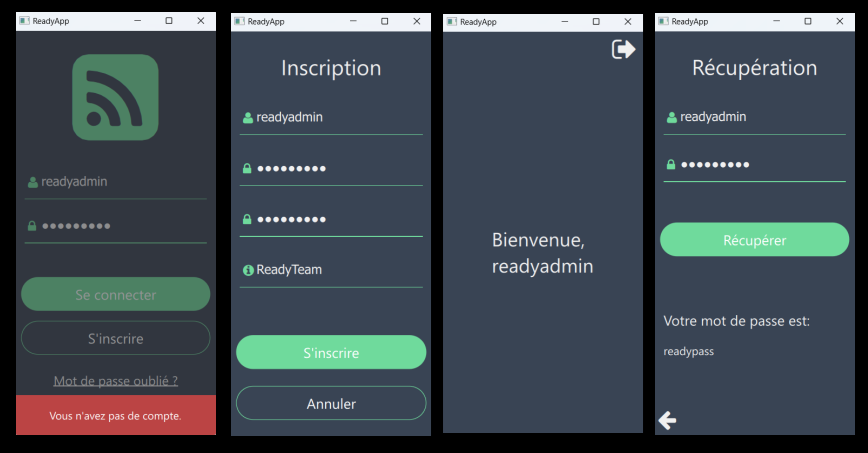 ReadyApp
readyadmin
●●●●●●●●●
Se connecter
S'inscrire
Mot de passe oublié ?
Vous n'avez pas de compte.
ReadyApp
Inscription
readyadmin
●●●●●●●●●
●●●●●●●●●
ReadyTeam
S'inscrire
Annuler
ReadyApp
Bienvenue,
readyadmin
ReadyApp
Récupération
readyadmin
●●●●●●●●●
Récupérer
Votre mot de passe est:
readypass